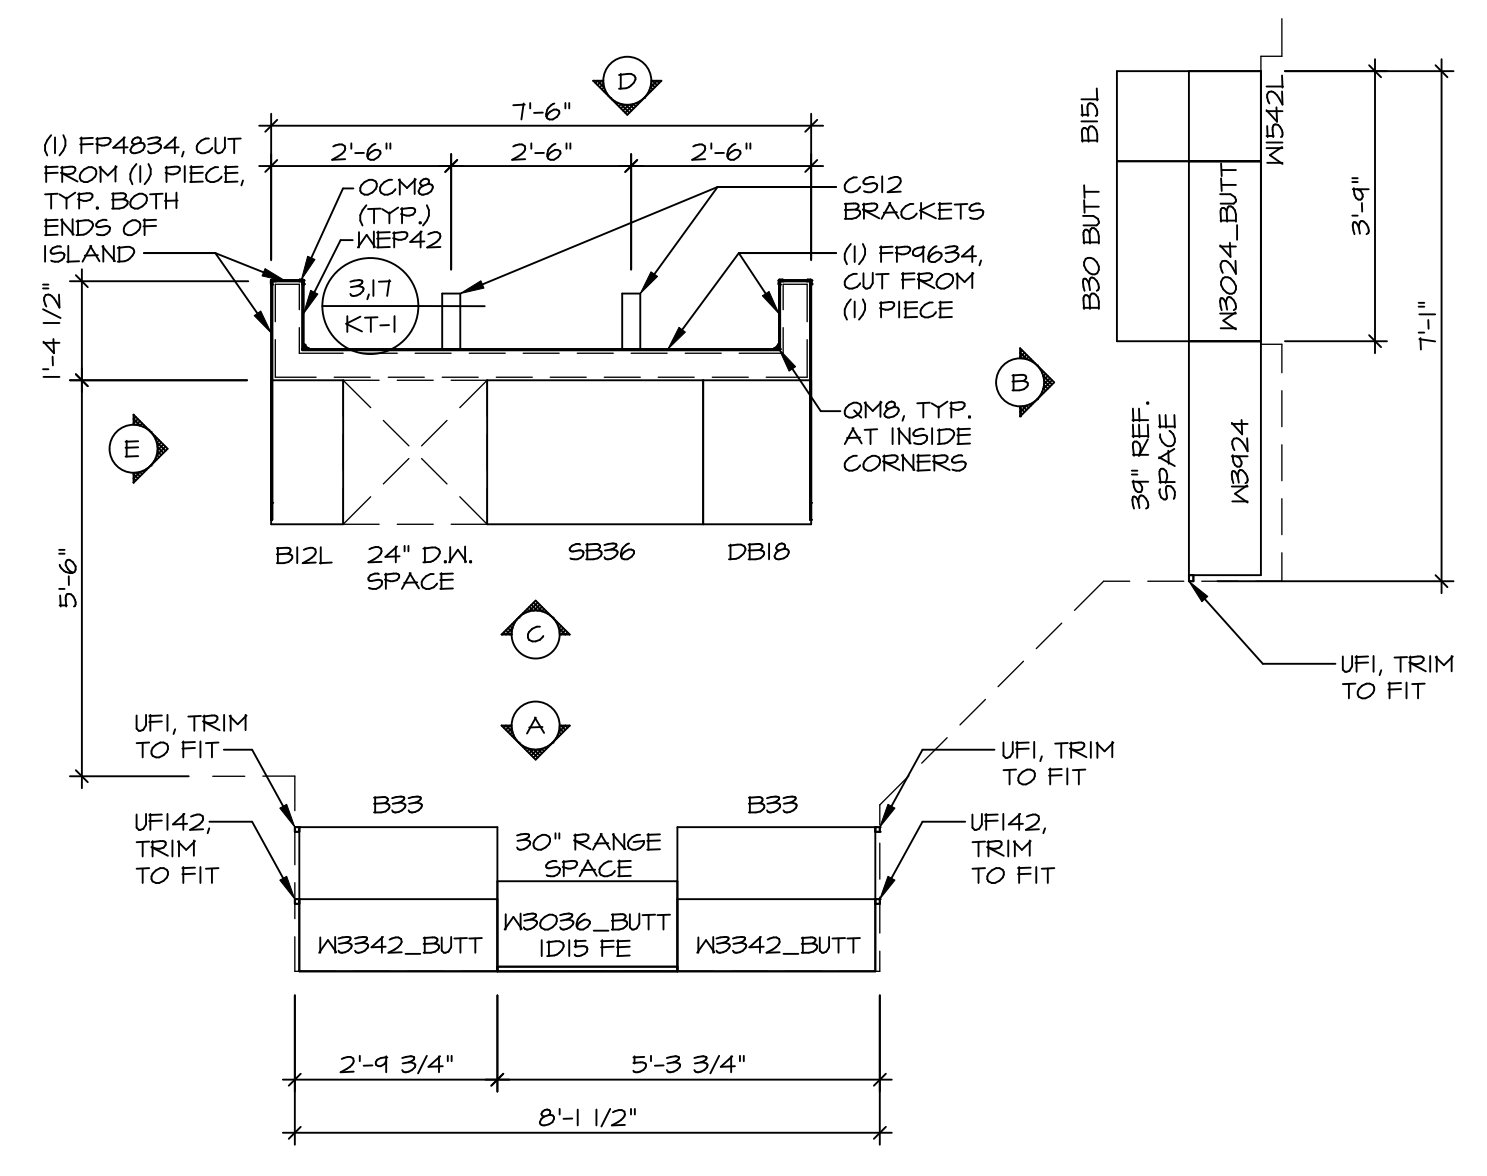 D
7'-6"
2'-6"
2'-6"
2'-6"
(1) FP4834, CUT
FROM (1) PIECE,
TYP. BOTH
ENDS OF
ISLAND
OCM8
(TYP.)
WEP42
CS12
BRACKETS
(1) FP9634,
CUT FROM
(1) PIECE
3,17
KT-1
1'-4 1/2"
QM8, TYP.
AT INSIDE
CORNERS
E
B
B12L
24" D.W.
SPACE
SB36
DB18
5'-6"
C
A
B15L
W1542L
B30 BUTT
W3024_BUTT
3'-9"
7'-1"
39" REF.
SPACE
W3924
UF1, TRIM
TO FIT
UF1, TRIM
TO FIT
UF1, TRIM
TO FIT
B33
B33
UF142,
TRIM
TO FIT
30" RANGE
SPACE
UF142,
TRIM
TO FIT
W3342_BUTT
W3036_BUTT
1D15 FE
W3342_BUTT
2'-9 3/4"
5'-3 3/4"
8'-1 1/2"